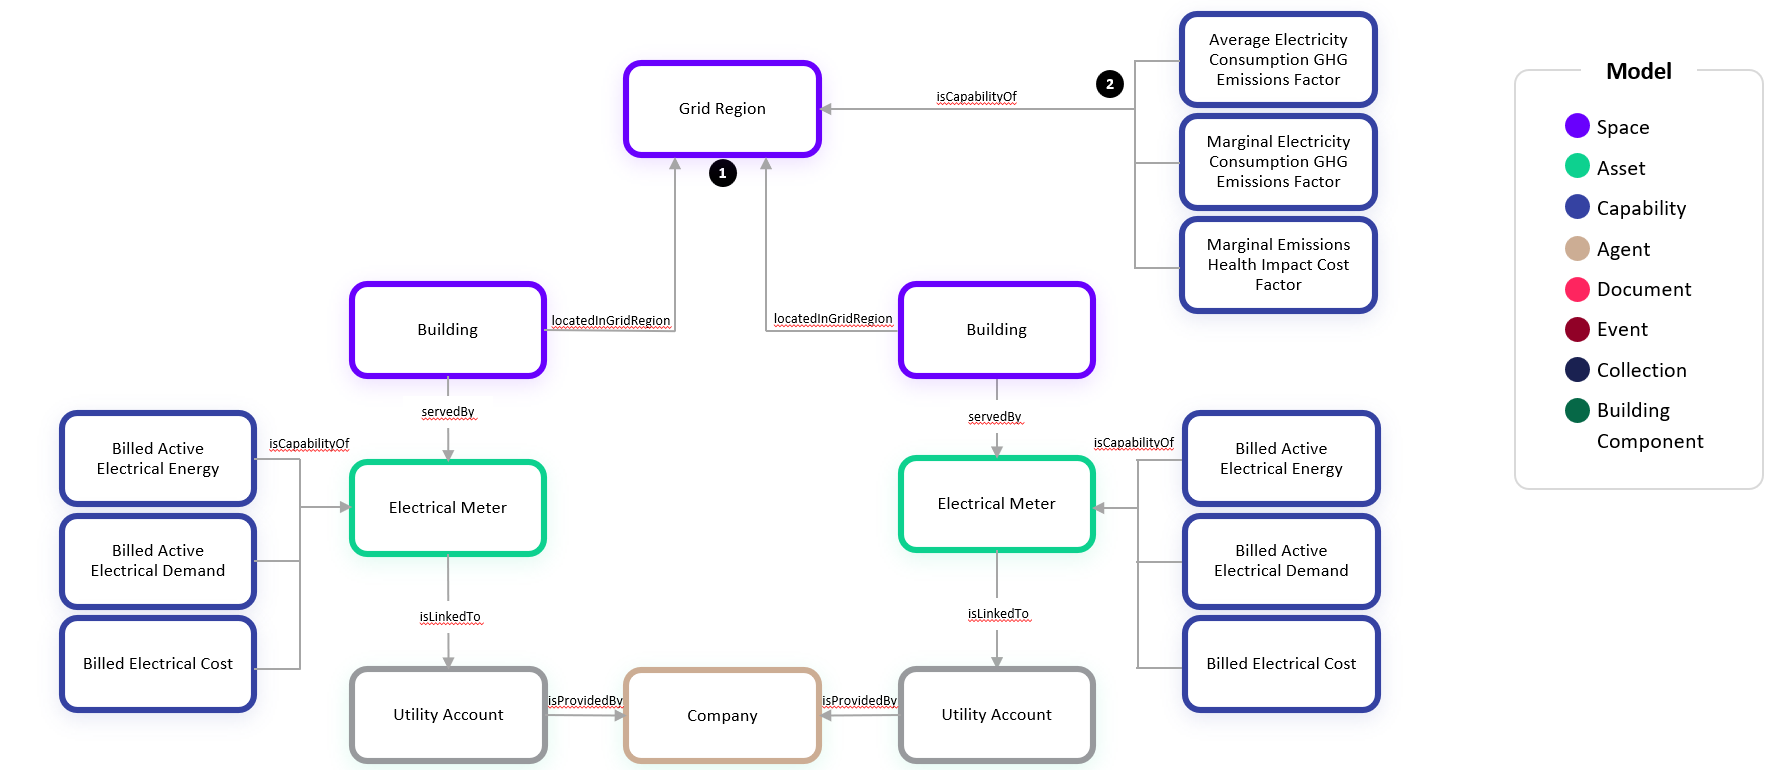 Average Electricity
Consumption GHG
Emissions Factor
Model
Grid Region
isCapabilityOf
2
Space
Marginal Electricity
Consumption GHG
Emissions Factor
Asset
1
Capability
Marginal Emissions
Health Impact Cost
Factor
Agent
Document
Building
locatedInGridRegion
locatedInGridRegion
Building
Event
Collection
servedBy
servedBy
Building
Component
Billed Active
Electrical Energy
isCapabilityOf
isCapabilityOf
Billed Active
Electrical Energy
Electrical Meter
Electrical Meter
Billed Active
Electrical Demand
Billed Active
Electrical Demand
isLinkedTo
isLinkedTo
Billed Electrical Cost
Billed Electrical Cost
Utility Account
isProvidedBy
Company
isProvidedBy
Utility Account